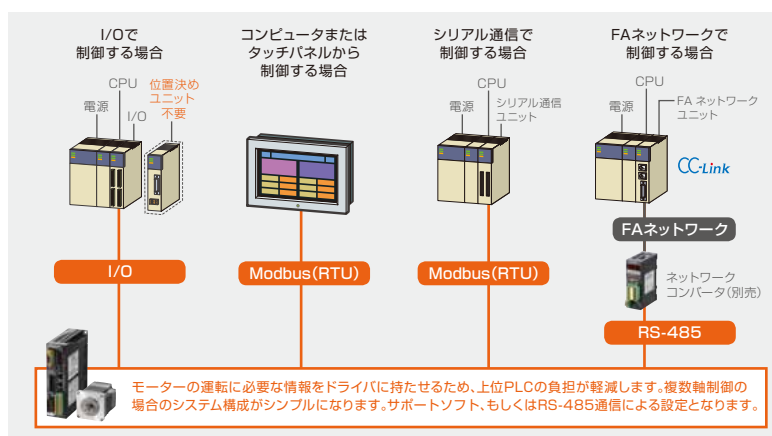 I/Oで
制御する場合
CPU
位置決め
ユニット
不要
電源
I/O
I/O
コンピュータまたは
タッチパネルから
制御する場合
Modbus(RTU)
シリアル通信で
制御する場合
CPU
電源
シリアル通信
ユニット
Modbus(RTU)
FAネットワークで
制御する場合
CPU
電源
FA ネットワーク
ユニット
CC-Link
FAネットワーク
ネットワーク
コンバータ(別売)
RS-485
モーターの運転に必要な情報をドライバに持たせるため、上位PLCの負担が軽減します。複数軸制御の
場合のシステム構成がシンプルになります。サポートソフト、もしくはRS-485通信による設定となります。